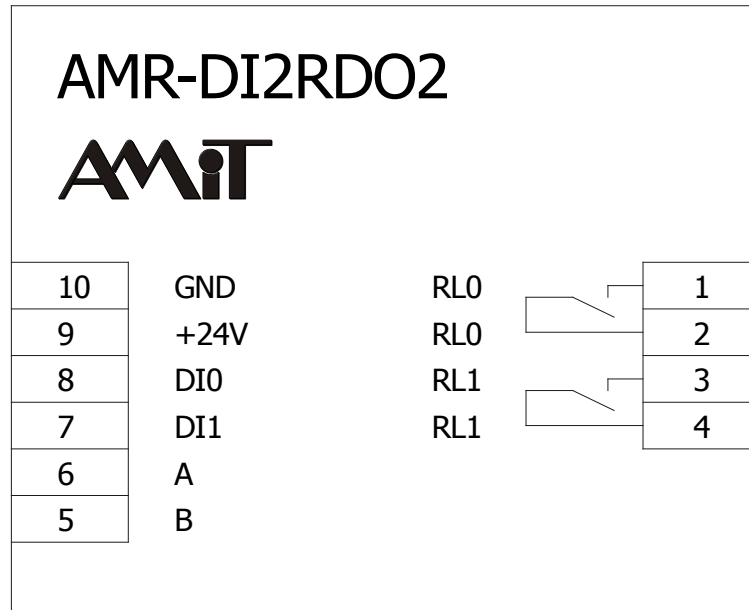 AMR-DI2RDO2
AMiT
10 GND RL0 1
9 +24V RL0 2
8 DI0 RL1 3
7 DI1 RL1 4
6 A
5 B